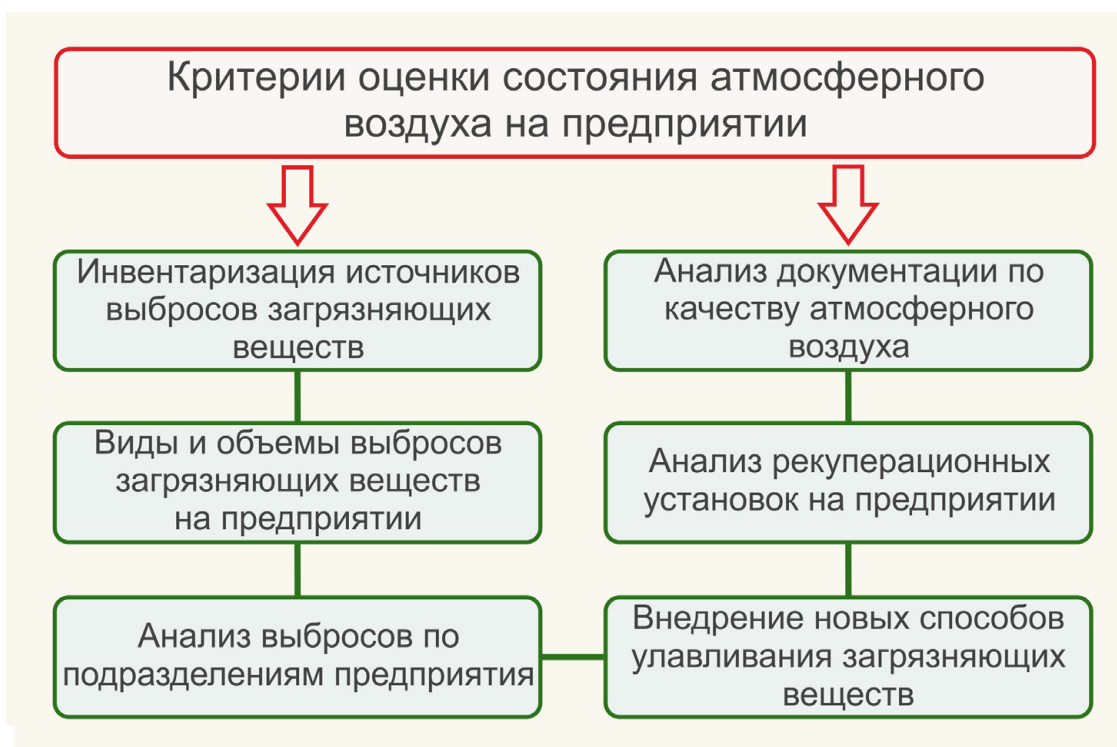 Критерии оценки состояния атмосферного
воздуха на предприятии
Инвентаризация источников
выбросов загрязняющих
веществ
Виды и объемы выбросов
загрязняющих веществ
на предприятии
Анализ выбросов по
подразделениям предприятия
Анализ документации по
качеству атмосферного
воздуха
Анализ рекуперационных
установок на предприятии
Внедрение новых способов
улавливания загрязняющих
веществ